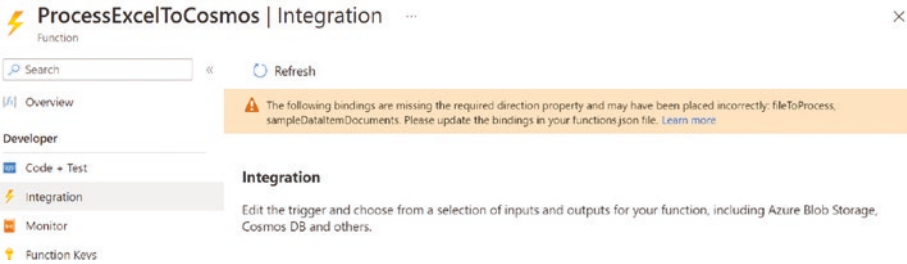 ProcessExcelToCosmos | Integration ...
Function
Search
Refresh
Overview
The following bindings are missing the required direction property and may have been placed incorrectly: fileToProcess,
sampleDataItemDocuments. Please update the bindings in your functions.json file. Learn more
Developer
Code + Test
Integration
Integration
Edit the trigger and choose from a selection of inputs and outputs for your function, including Azure Blob Storage,
Cosmos DB and others.
Monitor
Function Keys